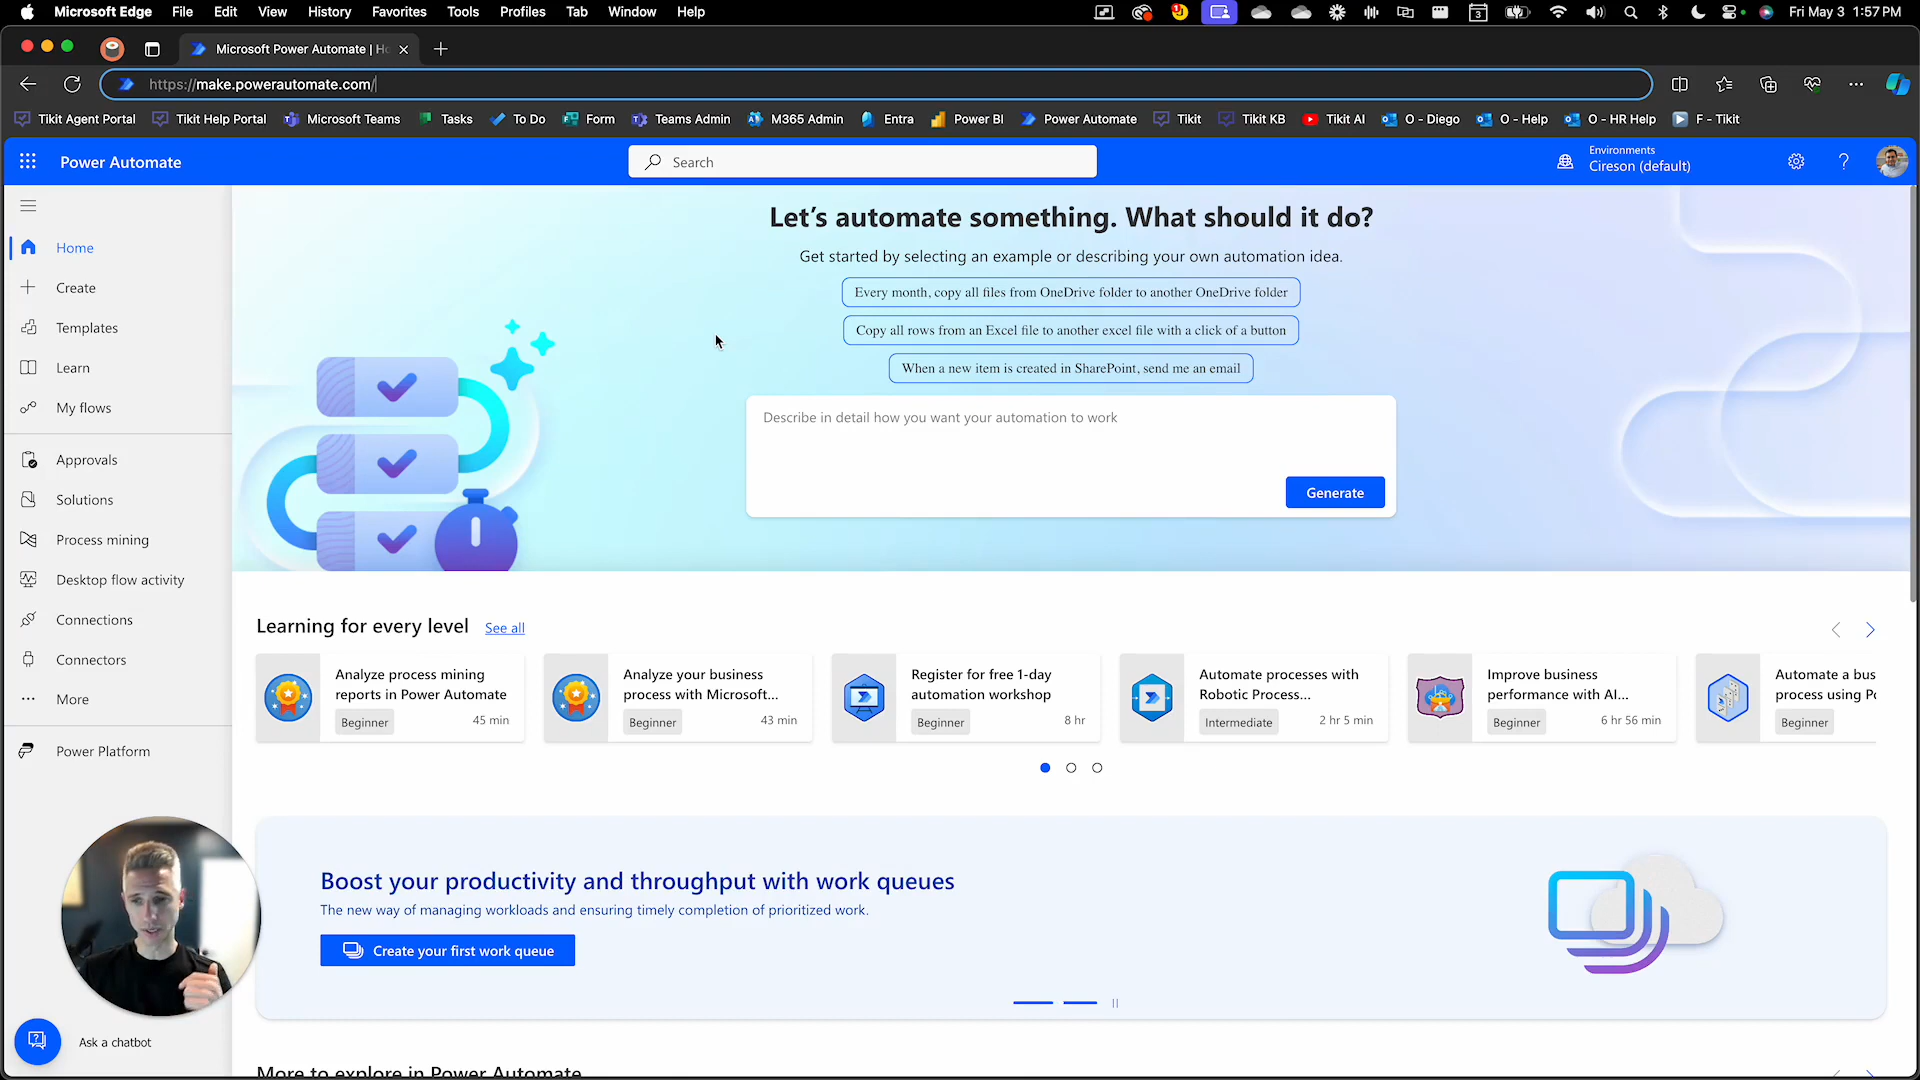 Microsoft Edge File Edit View History Favorites Tools Profiles Tab Window Help
3
Fri May 3 1:57 PM
Microsoft Power Automate | Ho
https://make.powerautomate.com/
Tikit Agent Portal Tikit Help Portal Microsoft Teams Tasks To Do Form Teams Admin M365 Admin Entra Power BI Power Automate Tikit Tikit KB Tikit AI O - Diego O - Help O - HR Help F - Tikit
Power Automate
Search
Environments
Cireson (default)
?
Home
Create
Templates
Learn
My flows
Approvals
Solutions
Process mining
Desktop flow activity
Connections
Connectors
More
Power Platform
Ask a chatbot
Let's automate something. What should it do?
Get started by selecting an example or describing your own automation idea.
Every month, copy all files from OneDrive folder to another OneDrive folder
Copy all rows from an Excel file to another excel file with a click of a button
When a new item is created in SharePoint, send me an email
Describe in detail how you want your automation to work
Generate
Learning for every level See all
Analyze process mining
reports in Power Automate
Beginner 45 min
Analyze your business
process with Microsoft...
Beginner 43 min
Register for free 1-day
automation workshop
Beginner 8 hr
Automate processes with
Robotic Process...
Intermediate 2 hr 5 min
Improve business
performance with AI...
Beginner 6 hr 56 min
Automate a bus
process using Po
Beginner
Boost your productivity and throughput with work queues
The new way of managing workloads and ensuring timely completion of prioritized work.
Create your first work queue
More to explore in Power Automate